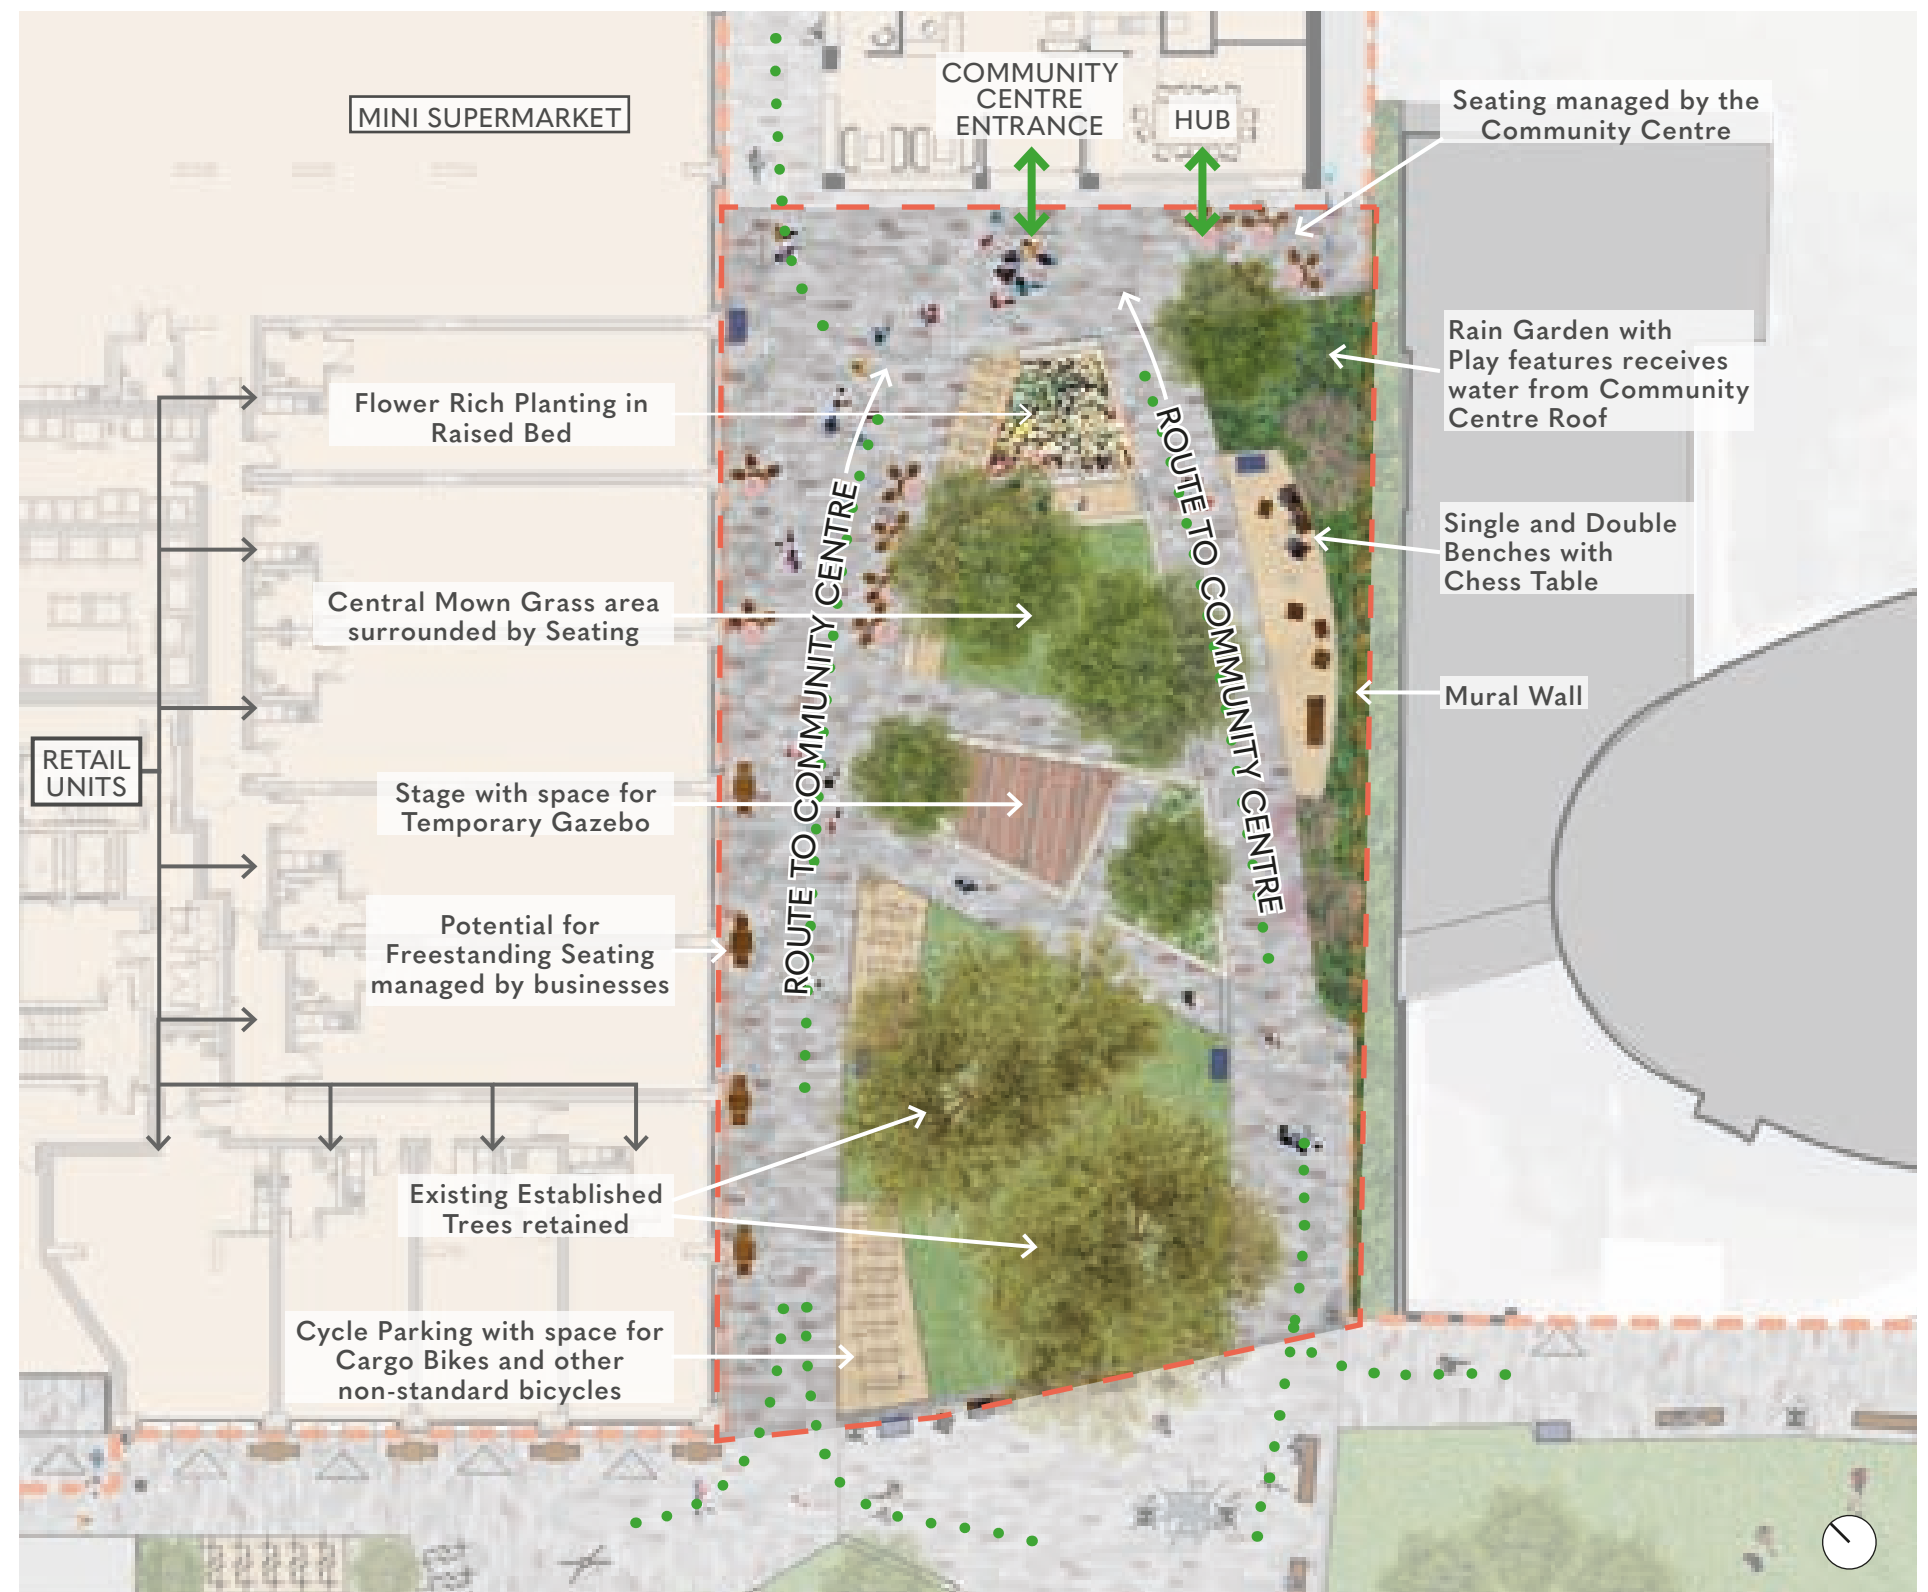 MINI SUPERMARKET
COMMUNITY
CENTRE
ENTRANCE
HUB
Seating managed by the
Community Centre
Rain Garden with
Play features receives
water from Community
Centre Roof
Flower Rich Planting in
Raised Bed
ROUTE TO COMMUNITY CENTRE
ROUTE TO COMMUNITY CENTRE
Single and Double
Benches with
Chess Table
Central Mown Grass area
surrounded by Seating
Mural Wall
RETAIL
UNITS
Stage with space for
Temporary Gazebo
Potential for
Freestanding Seating
managed by businesses
Existing Established
Trees retained
Cycle Parking with space for
Cargo Bikes and other
non-standard bicycles